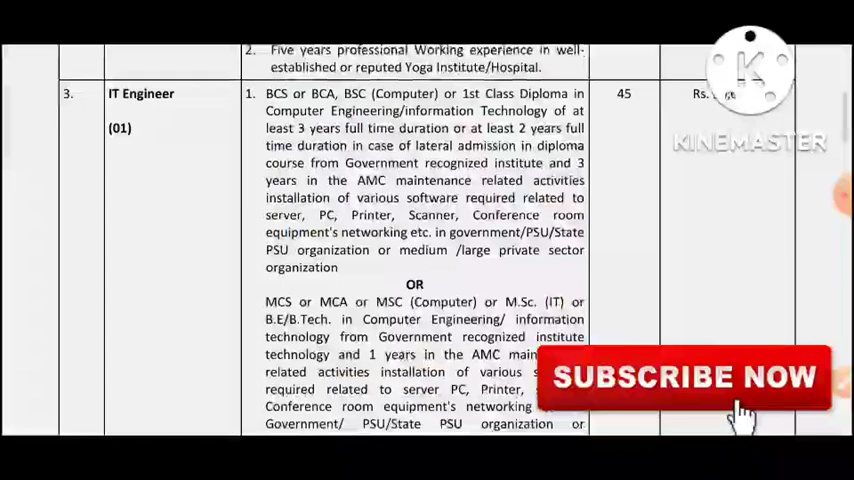 2. Five years professional Working experience in well-
established or reputed Yoga Institute/Hospital.
3.
IT Engineer
(01)
1. BCS or BCA, BSC (Computer) or 1st Class Diploma in
Computer Engineering/information Technology of at
least 3 years full time duration or at least 2 years full
time duration in case of lateral admission in diploma
course from Government recognized institute and 3
years in the AMC maintenance related activities
installation of various software required related to
server, PC, Printer, Scanner, Conference room
equipment's networking etc. in government/PSU/State
PSU organization or medium /large private sector
organization
OR
MCS or MCA or MSC (Computer) or M.Sc. (IT) or
B.E/B.Tech. in Computer Engineering/ information
technology from Government recognized institute
technology and 1 years in the AMC
related activities installation of various
required related to server PC, Printer,
Conference room equipment's networking
Government/ PSU/State PSU organization or
45
Rs.
K
KINEMASTER
SUBSCRIBE NOW